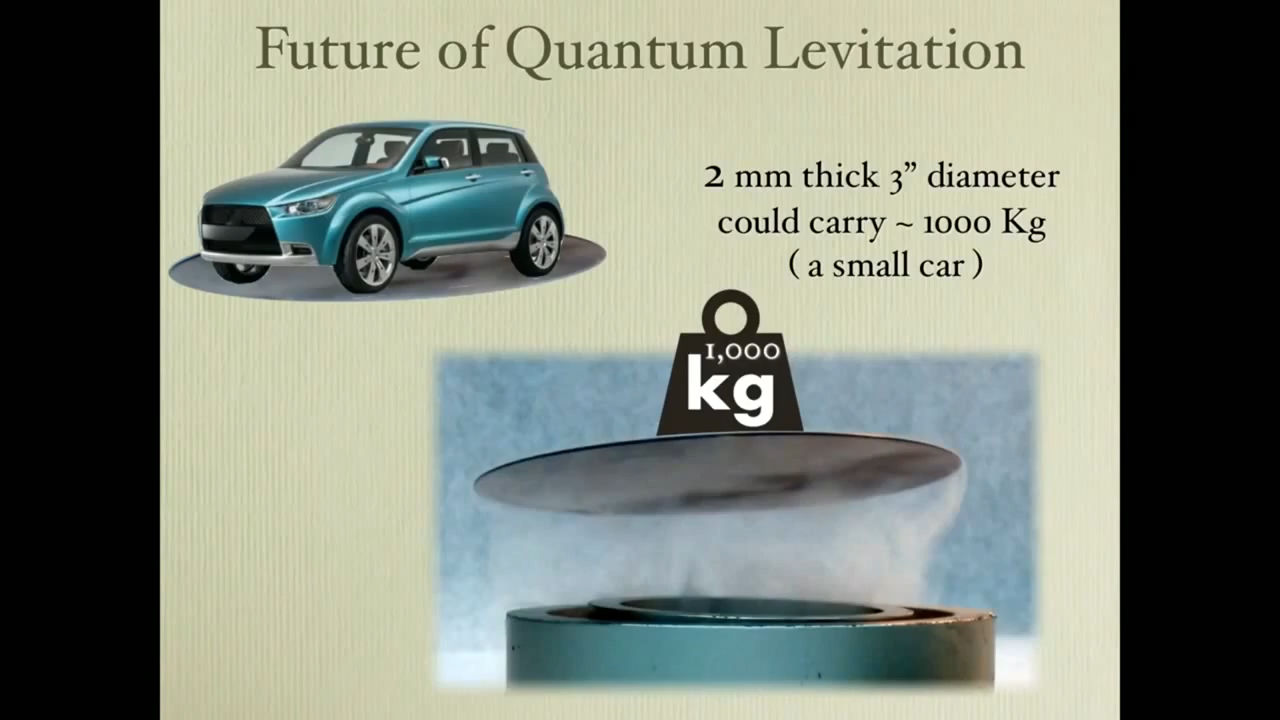 Future of Quantum Levitation
2 mm thick 3” diameter
could carry ~ 1000 Kg
( a small car )
1,000
kg